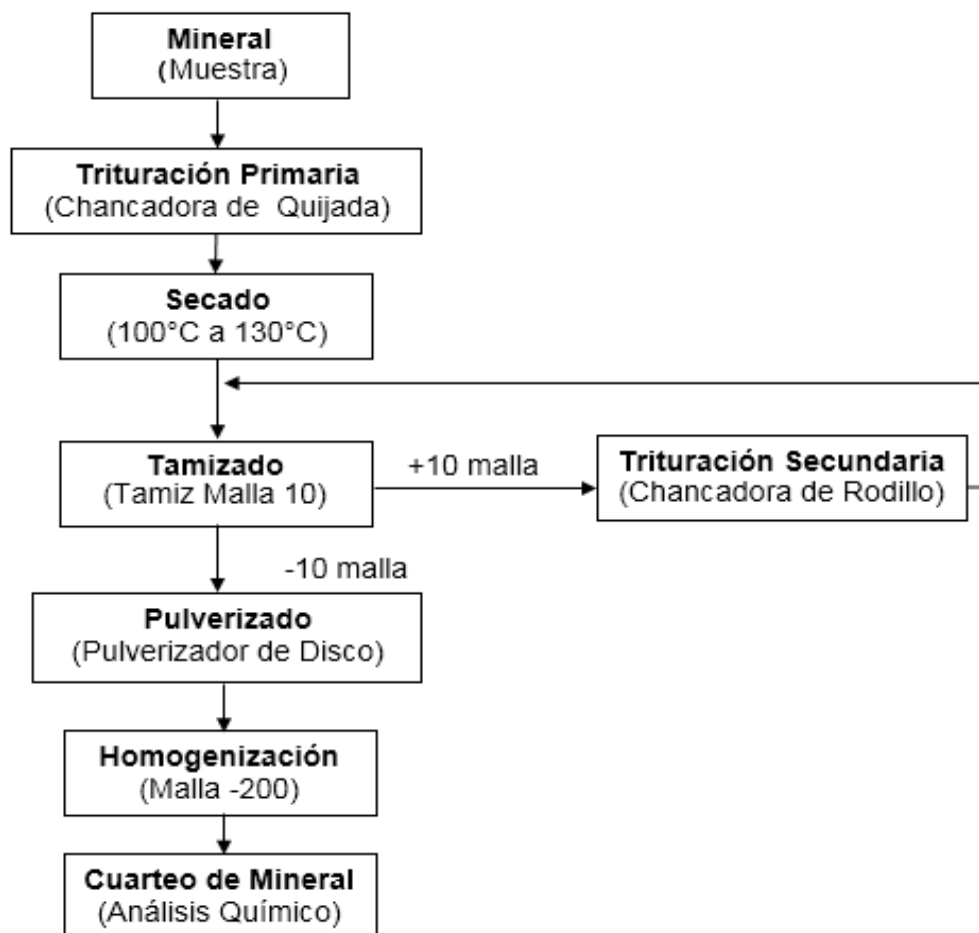 Mineral
(Muestra)
Trituración Primaria
(Chancadora de Quijada)
Secado
(100°C a 130°C)
Tamizado
(Tamiz Malla 10)
+10 malla
Trituración Secundaria
(Chancadora de Rodillo)
-10 malla
Pulverizado
(Pulverizador de Disco)
Homogenización
(Malla -200)
Cuarteo de Mineral
(Análisis Químico)